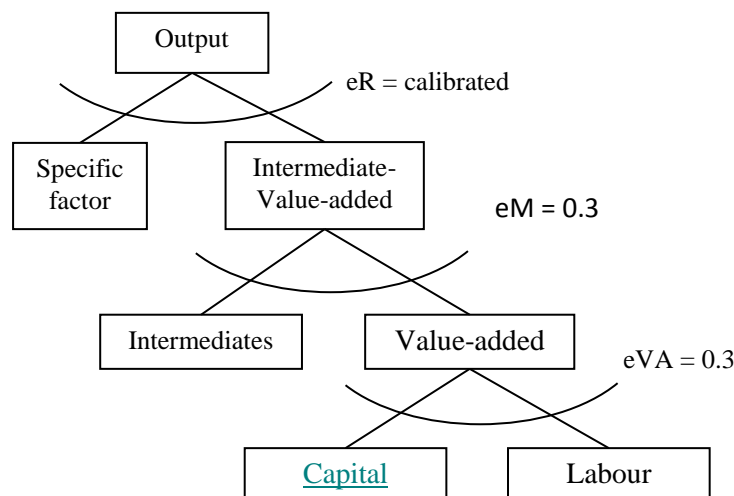 Output
eR = calibrated
Specific
factor
Intermediate-
Value-added
eM = 0.3
Intermediates
Value-added
eVA = 0.3
Capital
Labour